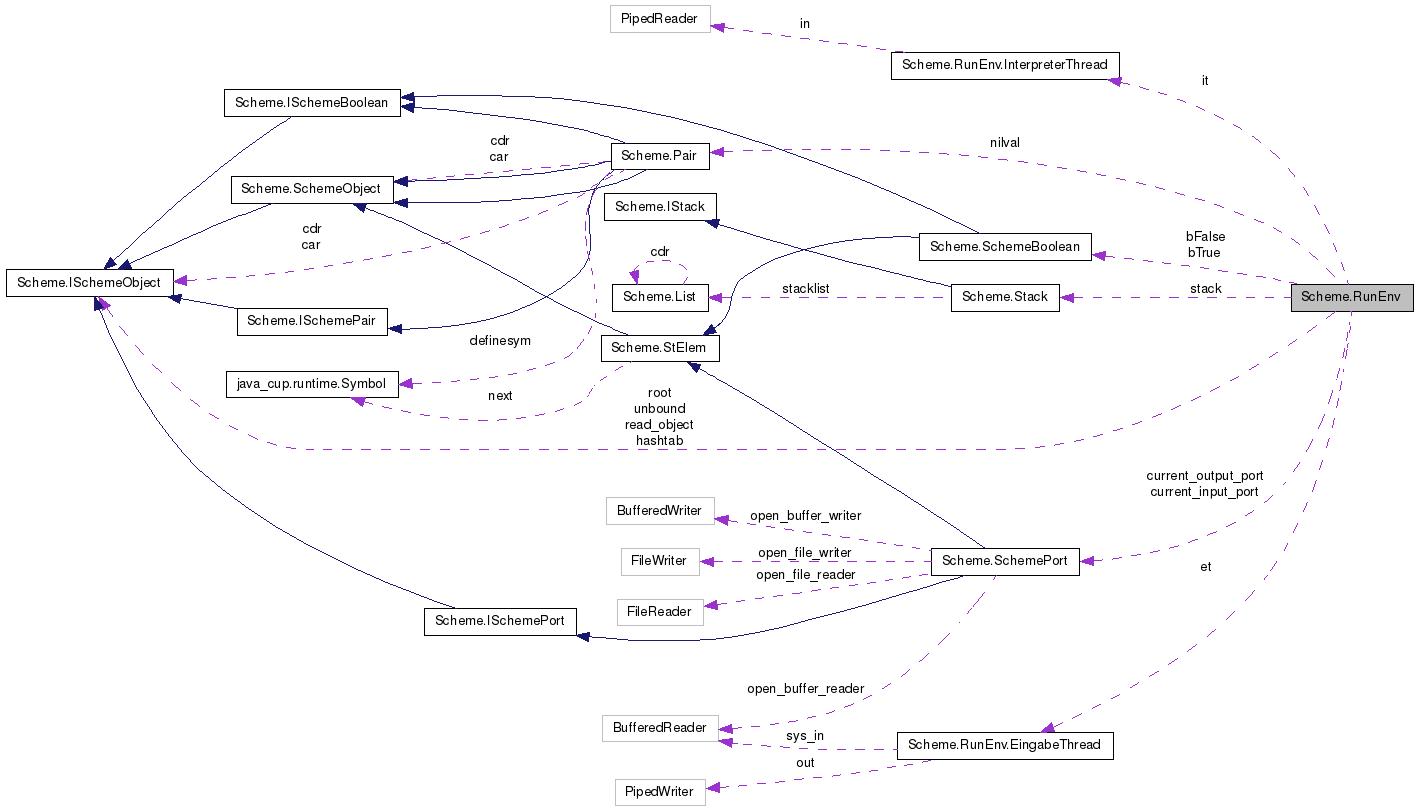 PipedReader
in
Scheme.RunEnv.InterpreterThread
it
Scheme.ISchemeBoolean
cdr
car
Scheme.Pair
nilval
Scheme.SchemeObject
Scheme.IStack
cdr
car
bFalse
bTrue
Scheme.SchemeBoolean
cdr
Scheme.ISchemeObject
Scheme.List
stacklist
Scheme.Stack
stack
Scheme.RunEnv
Scheme.ISchemePair
definesym
Scheme.StElem
java_cup.runtime.Symbol
next
root
unbound
read_object
hashtab
current_output_port
current_input_port
BufferedWriter
open_buffer_writer
FileWriter
open_file_writer
Scheme.SchemePort
open_file_reader
et
FileReader
Scheme.ISchemePort
open_buffer_reader
BufferedReader
sys_in
Scheme.RunEnv.EingabeThread
out
PipedWriter